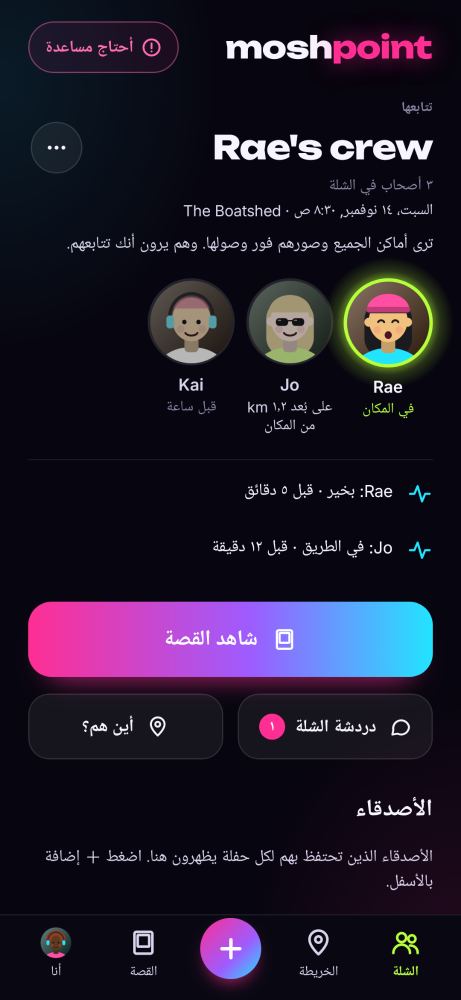 moshpoint
أحتاج مساعدة
تتابعها
Rae's crew
٣ أصحاب في الشلة
السبت، ١٤ نوفمبر, ٨:٣٠ ص · The Boatshed
ترى أماكن الجميع وصورهم فور وصولها. وهم يرون أنك تتابعهم.
Rae
في المكان
Jo
على بُعد ١٫٢ km
من المكان
Kai
قبل ساعة
Rae: بخير · قبل ٥ دقائق
Jo: في الطريق · قبل ١٢ دقيقة
شاهد القصة
دردشة الشلة ١
أين هم؟
الأصدقاء
الأصدقاء الذين تحتفظ بهم لكل حفلة يظهرون هنا. اضغط + إضافة
بالأسفل.
الشلة
الخريطة
القصة
أنا